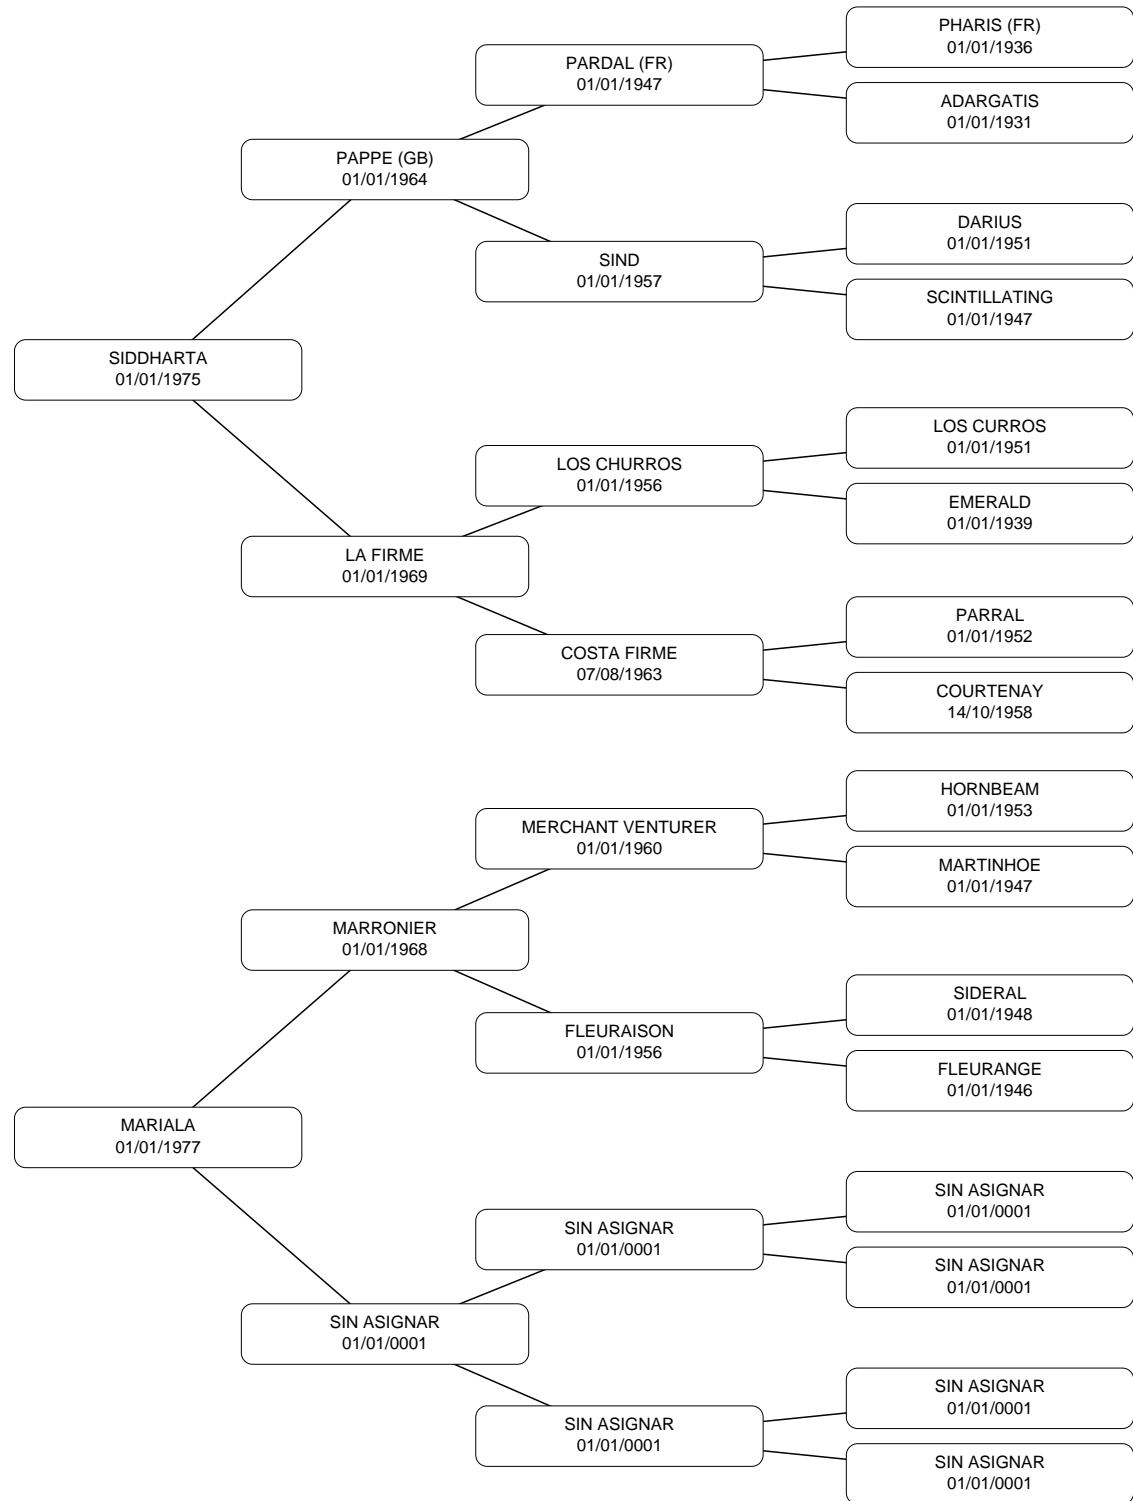 PHARIS (FR)
01/01/1936
PARDAL (FR)
01/01/1947
ADARGATIS
01/01/1931
PAPPE (GB)
01/01/1964
DARIUS
01/01/1951
SIND
01/01/1957
SCINTILLATING
01/01/1947
SIDDHARTA
01/01/1975
LOS CURROS
01/01/1951
LOS CHURROS
01/01/1956
EMERALD
01/01/1939
LA FIRME
01/01/1969
PARRAL
01/01/1952
COSTA FIRME
07/08/1963
COURTENAY
14/10/1958
HORNBEAM
01/01/1953
MERCHANT VENTURER
01/01/1960
MARTINHOE
01/01/1947
MARRONIER
01/01/1968
SIDERAL
01/01/1948
FLEURAISON
01/01/1956
FLEURANGE
01/01/1946
MARIALA
01/01/1977
SIN ASIGNAR
01/01/0001
SIN ASIGNAR
01/01/0001
SIN ASIGNAR
01/01/0001
SIN ASIGNAR
01/01/0001
SIN ASIGNAR
01/01/0001
SIN ASIGNAR
01/01/0001
SIN ASIGNAR
01/01/0001